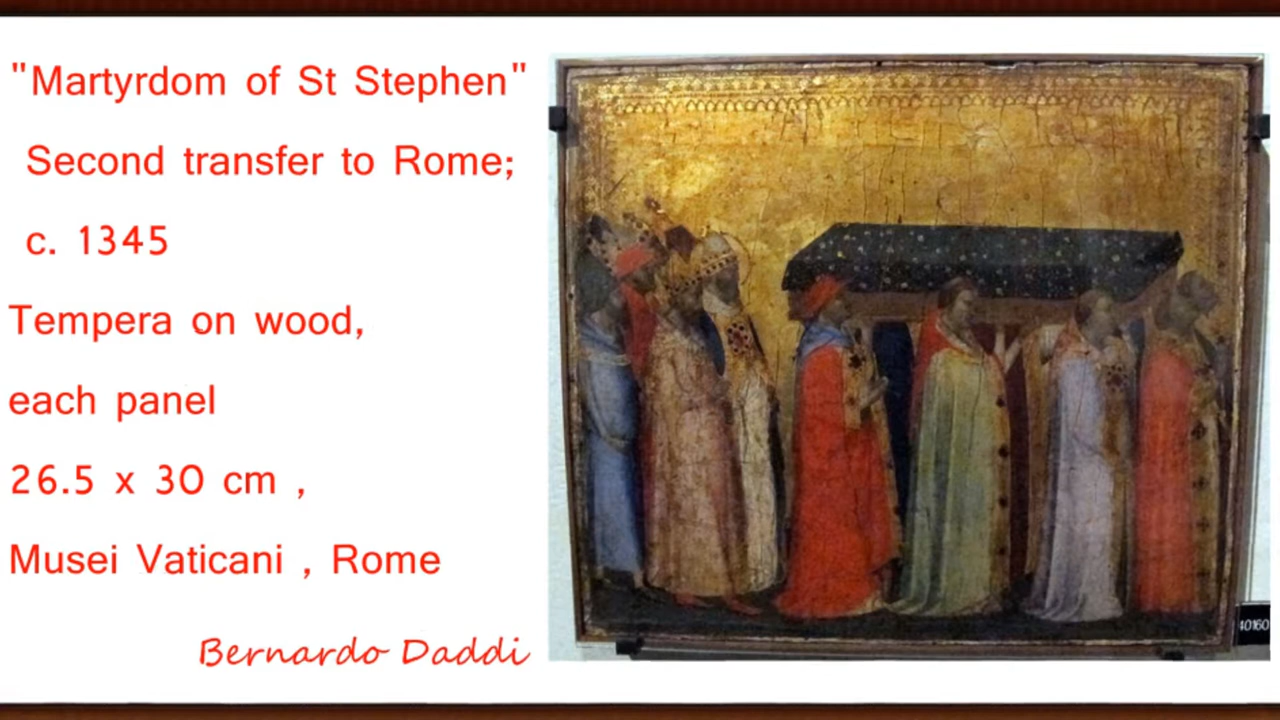 "Martyrdom of St Stephen"
Second transfer to Rome;
c. 1345
Tempera on wood,
each panel
26.5 x 30 cm ,
Musei Vaticani , Rome
Bernardo Daddi
40160